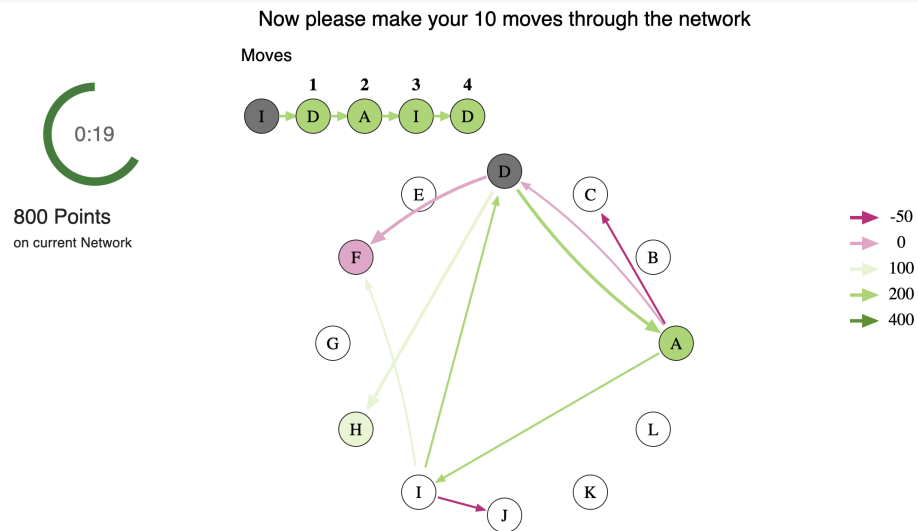 Now please make your 10 moves through the network
Moves
1 2 3 4
I D A I D
0:19
800 Points
on current Network
D
E C
F B
G A
H L
I K
J
-50
0
100
200
400